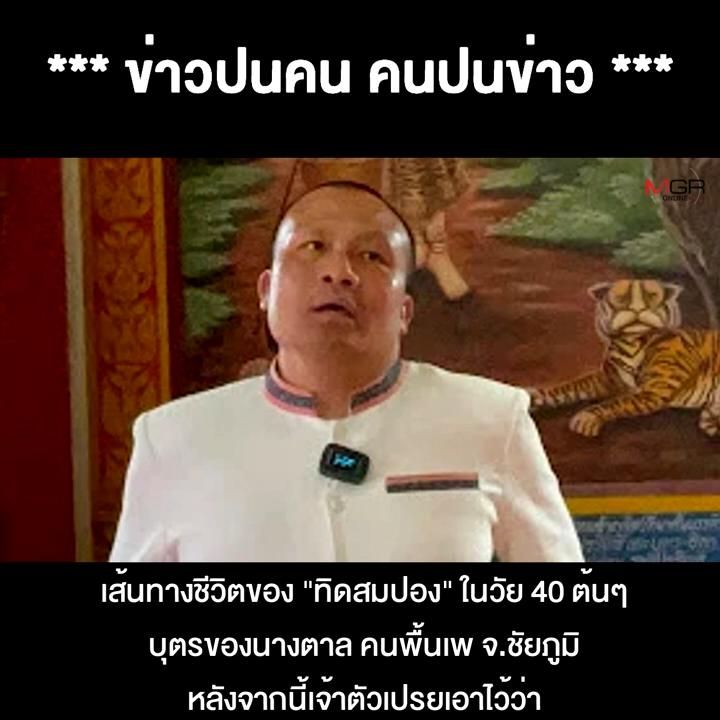 *** ข่าวปนคน คนปนข่าว ***
MGR
ONLINE
เส้นทางชีวิตของ "ทิดสมปอง" ในวัย 40 ต้นๆ
บุตรของนางตาล คนพื้นเพ จ.ชัยภูมิ
หลังจากนี้เจ้าตัวเปรยเอาไว้ว่า